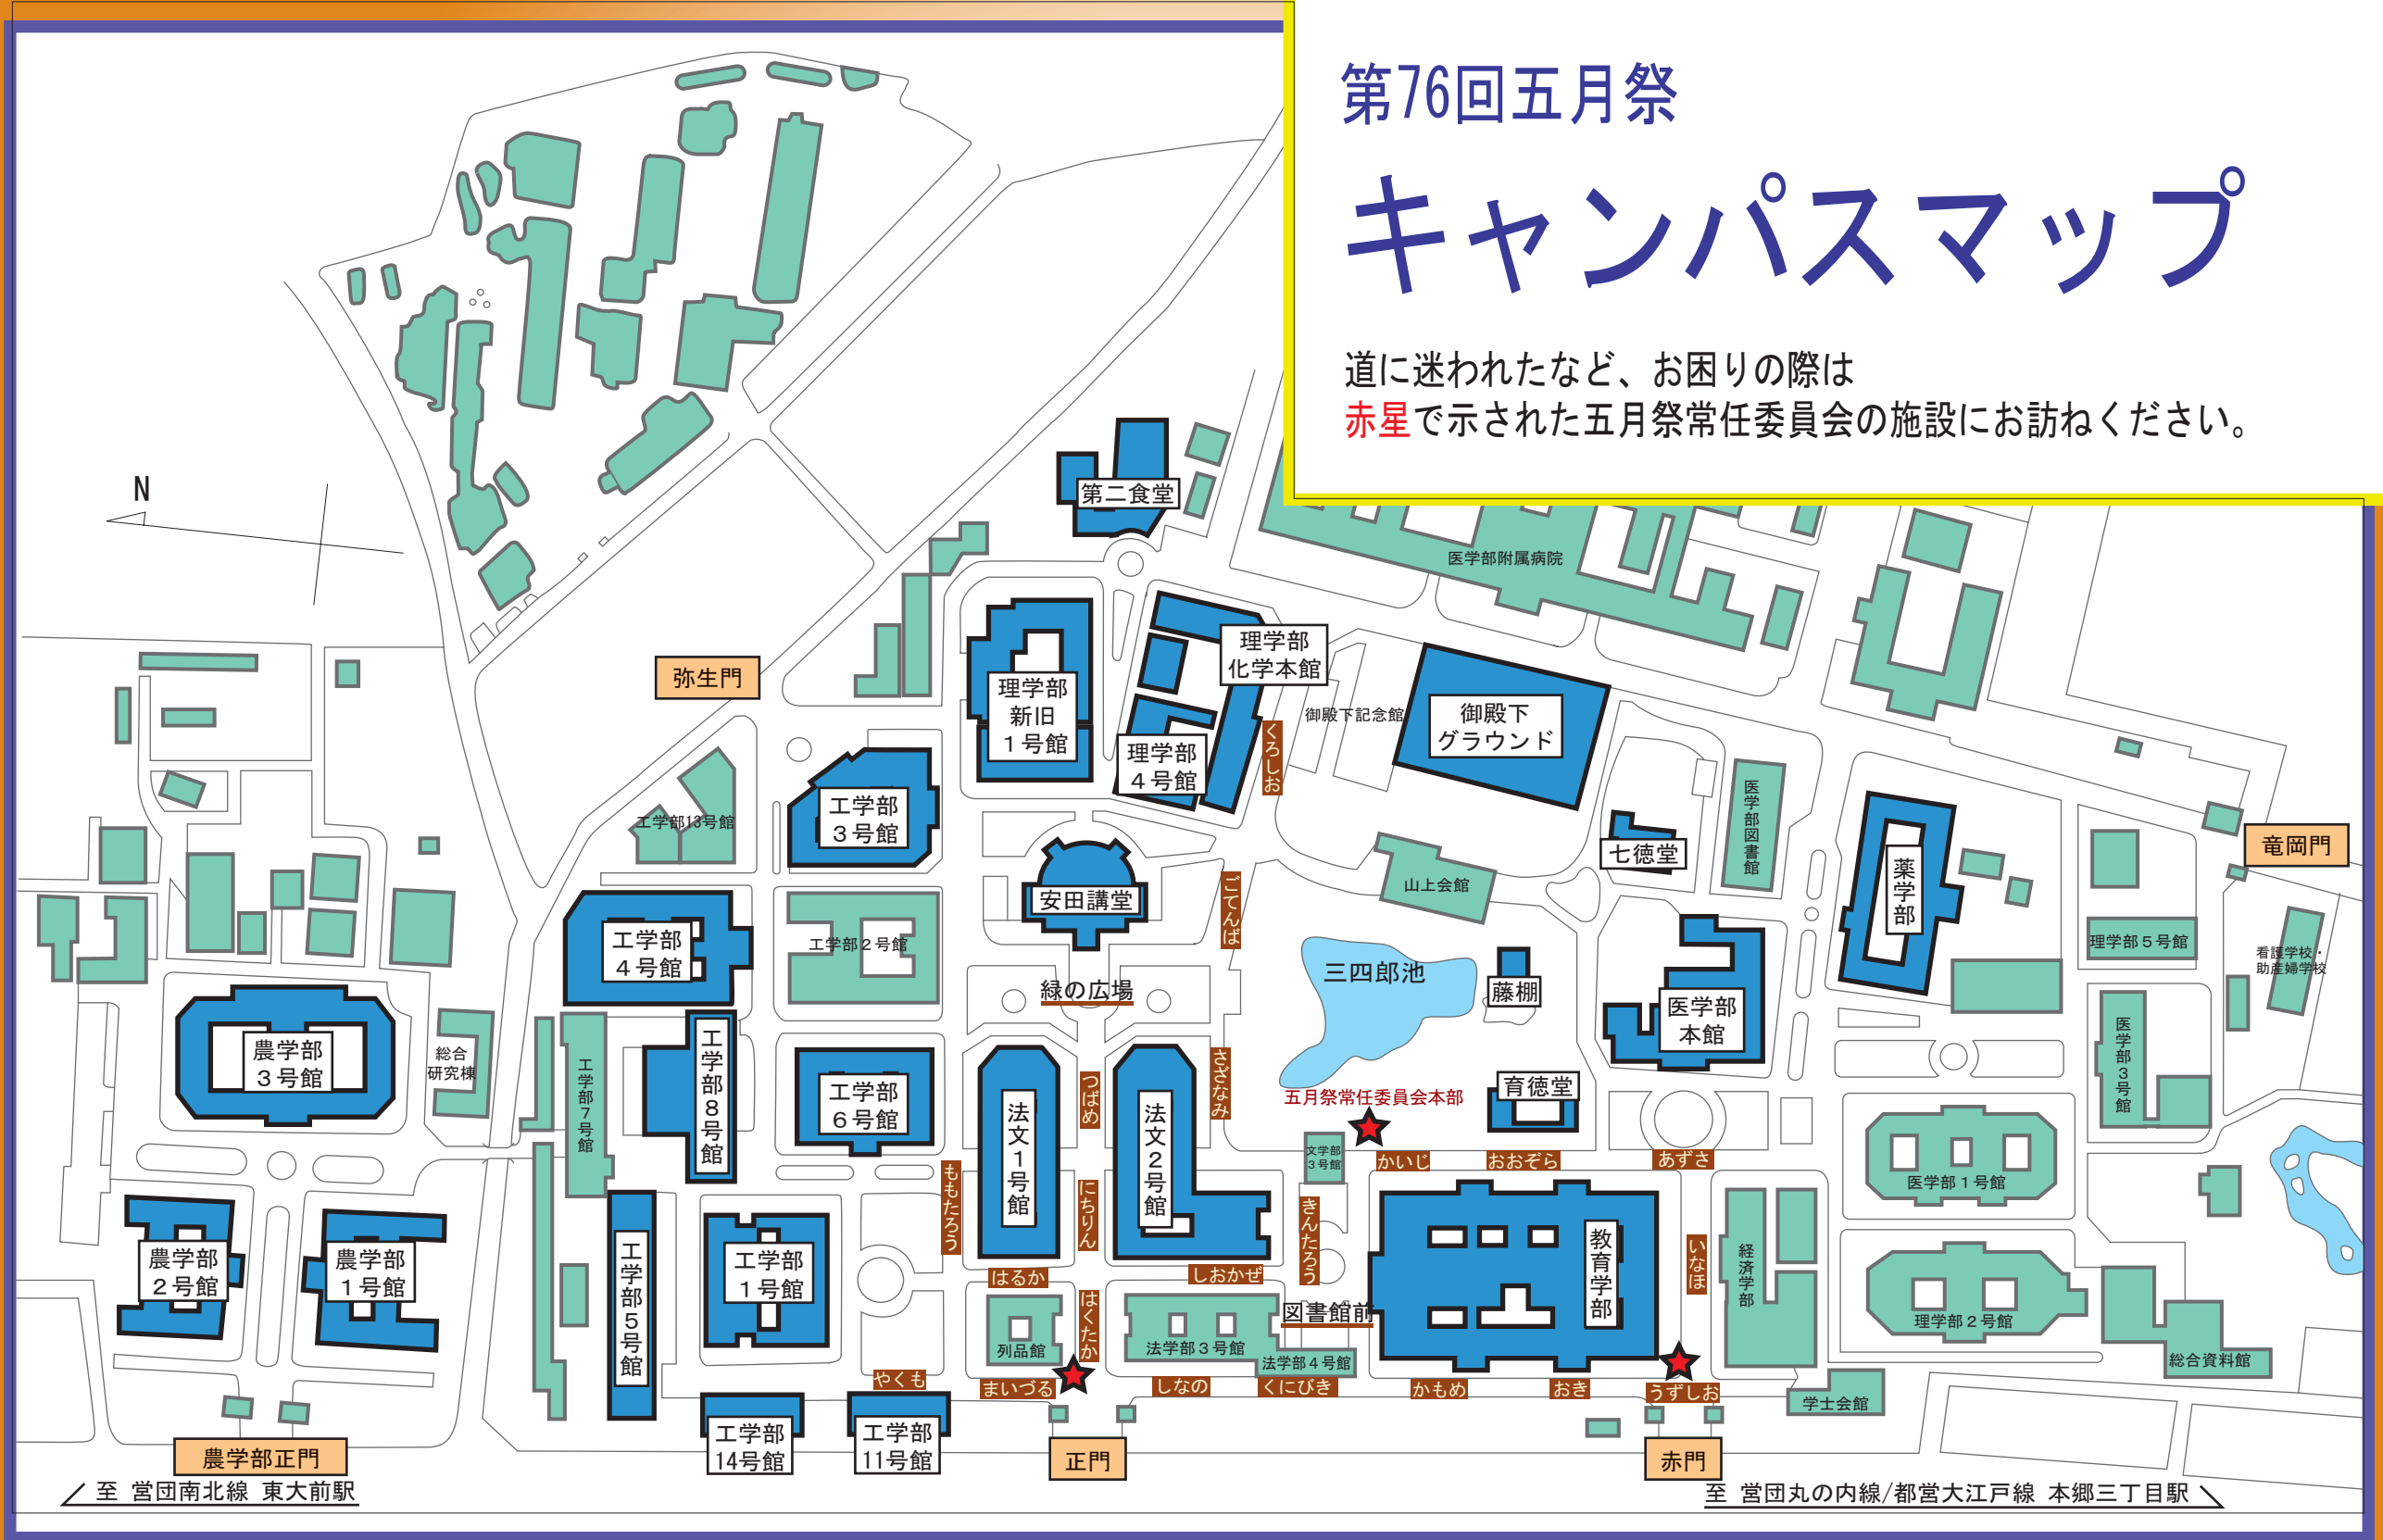 第76回五月祭
キャンパスマップ
道に迷われたなど、お困りの際は
赤星で示された五月祭常任委員会の施設にお訪ねください。
N
第二食堂
医学部附属病院
弥生門
理学部
化学本館
理学部
新旧
1号館
御殿下記念館
御殿下
グラウンド
くろしお
理学部
4号館
工学部
3号館
工学部13号館
医学部図書館
七徳堂
竜岡門
薬学部
山上会館
安田講堂
ごてんば
工学部
4号館
工学部2号館
理学部5号館
看護学校・
助産婦学校
三四郎池
緑の広場
藤棚
医学部
本館
農学部
3号館
総合
研究棟
工学部7号館
工学部8号館
工学部
6号館
法文1号館
つばめ
法文2号館
さざなみ
五月祭常任委員会本部
育徳堂
医学部3号館
文学部
3号館
かいじ
おおぞら
あずさ
医学部1号館
ももたろう
にちりん
きんたろう
農学部
2号館
農学部
1号館
工学部5号館
工学部
1号館
はるか
しおかぜ
教育学部
いなほ
経済学部
はくたか
図書館前
理学部2号館
列品館
法学部3号館
法学部4号館
総合資料館
やくも
まいづる
しなの
くにびき
かもめ
おき
うずしお
学士会館
工学部
14号館
工学部
11号館
農学部正門
正門
赤門
至 営団南北線 東大前駅
至 営団丸の内線/都営大江戸線 本郷三丁目駅